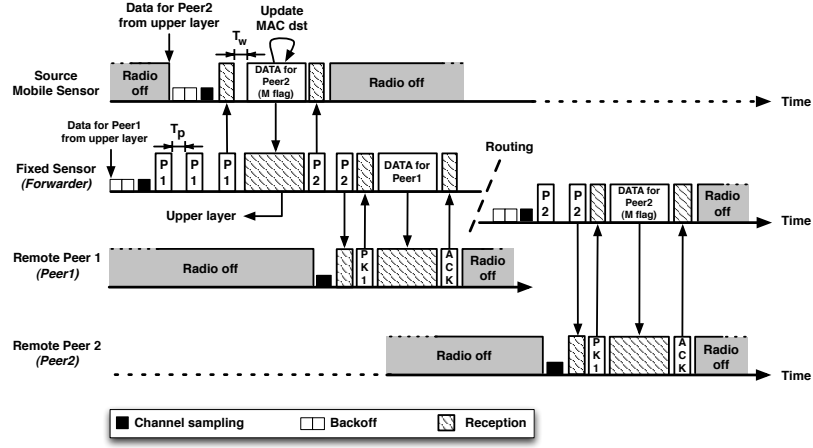 Data for Peer2
from upper layer
Update
MAC dst
Tw
Source
Mobile Sensor
Radio
off
DATA for
Peer2
(M flag)
Radio off
Time
Data for Peer1
from upper layer
Tp
Fixed Sensor
(Forwarder)
P
1
P
1
P
1
P
2
P
2
DATA for
Peer1
Upper layer
Routing
P
2
P
2
DATA for
Peer2
(M flag)
Radio
off
Time
Remote Peer 1
(Peer1)
Radio off
P
K
1
A
C
K
Radio
off
Remote Peer 2
(Peer2)
Radio off
P
K
1
A
C
K
Radio
off
Time
Channel sampling
Backoff
Reception